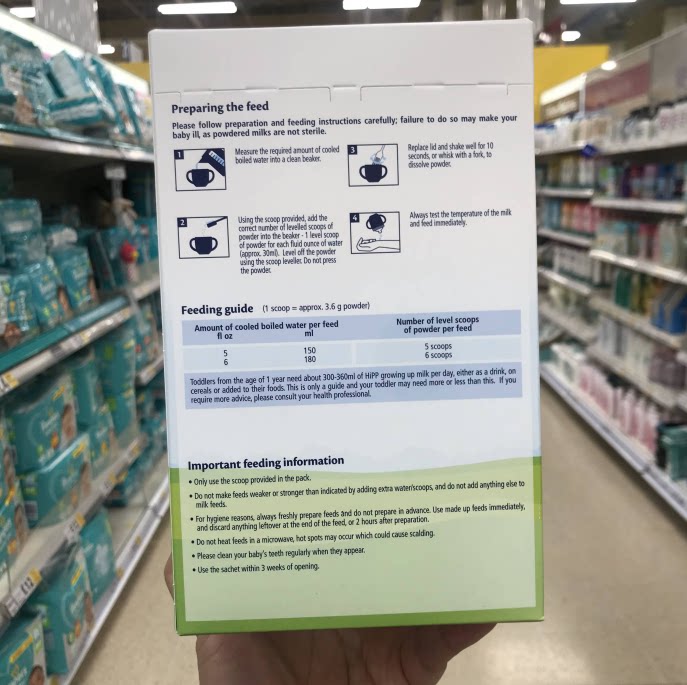 Preparing the feed
Please follow preparation and feeding instructions carefully; failure to do so may make your
baby ill, as powdered milks are not sterile.
1
Measure the required amount of cooled
boiled water into a clean beaker.
2
Using the scoop provided, add the
correct number of levelled scoops of
powder into the beaker - 1 level scoop
of powder for each fluid ounce of water
(approx. 30ml). Level off the powder
using the scoop leveller. Do not press
the powder.
3
Replace lid and shake well for 10
seconds, or whisk with a fork, to
dissolve powder.
4
Always test the temperature of the milk
and feed immediately.
Feeding guide (1 scoop = approx. 3.6 g powder)
Amount of cooled boiled water per feed
fl oz ml
Number of level scoops
of powder per feed
5 150 5 scoops
6 180 6 scoops
Toddlers from the age of 1 year need about 300-360ml of HiPP growing up milk per day, either as a drink, on
cereals or added to their foods. This is only a guide and your toddler may need more or less than this. If you
require more advice, please consult your health professional.
Important feeding information
• Only use the scoop provided in the pack.
• Do not make feeds weaker or stronger than indicated by adding extra water/scoops, and do not add anything else to
milk feeds.
• For hygiene reasons, always freshly prepare feeds and do not prepare in advance. Use made up feeds immediately,
and discard anything leftover at the end of the feed, or 2 hours after preparation.
• Do not heat feeds in a microwave, hot spots may occur which could cause scalding.
• Please clean your baby's teeth regularly when they appear.
• Use the sachet within 3 weeks of opening.
£12